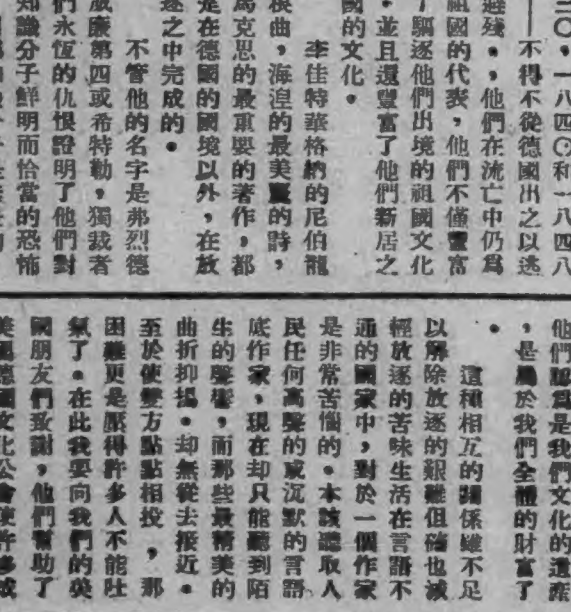 二〇，一八四〇和一八四八
——不得不從德國出之以逃
避殘，他們在流亡中仍爲
祖國的代表，他們不僅豐富
了驅逐他們出境的祖國文化
，並且還豐富了他們新居之
國的文化。
李佳特華格納的尼伯龍
根曲，海涅的最美麗的詩，
馬克思的最重要的著作，都
是在德國的國境以外，在放
逐之中完成的。
不管他的名字是弗烈德
威廉第四或希特勒，獨裁者
們永恆的仇恨證明了他們對
知識分子鮮明而恰當的恐怖
他們認爲是我們文化的遺產
，是屬於我們全體的財富了
。
這種相互的關係雖不足
以解除放逐的艱難但確也減
輕放逐的苦味生活在言語不
通的國家中，對於一個作家
是非常苦惱的。本該聽取人
民任何高聲的或沉默的言語
底作家，現在却只能聽到陌
生的聲響，而那些最精美的
曲折抑揚。却無從去接近。
至於使雙方點點相投，那
困難更是壓得許多人不能吐
氣了。在此我要向我們的英
國朋友們致謝，他們幫助了
美國德國文化公會使許多成